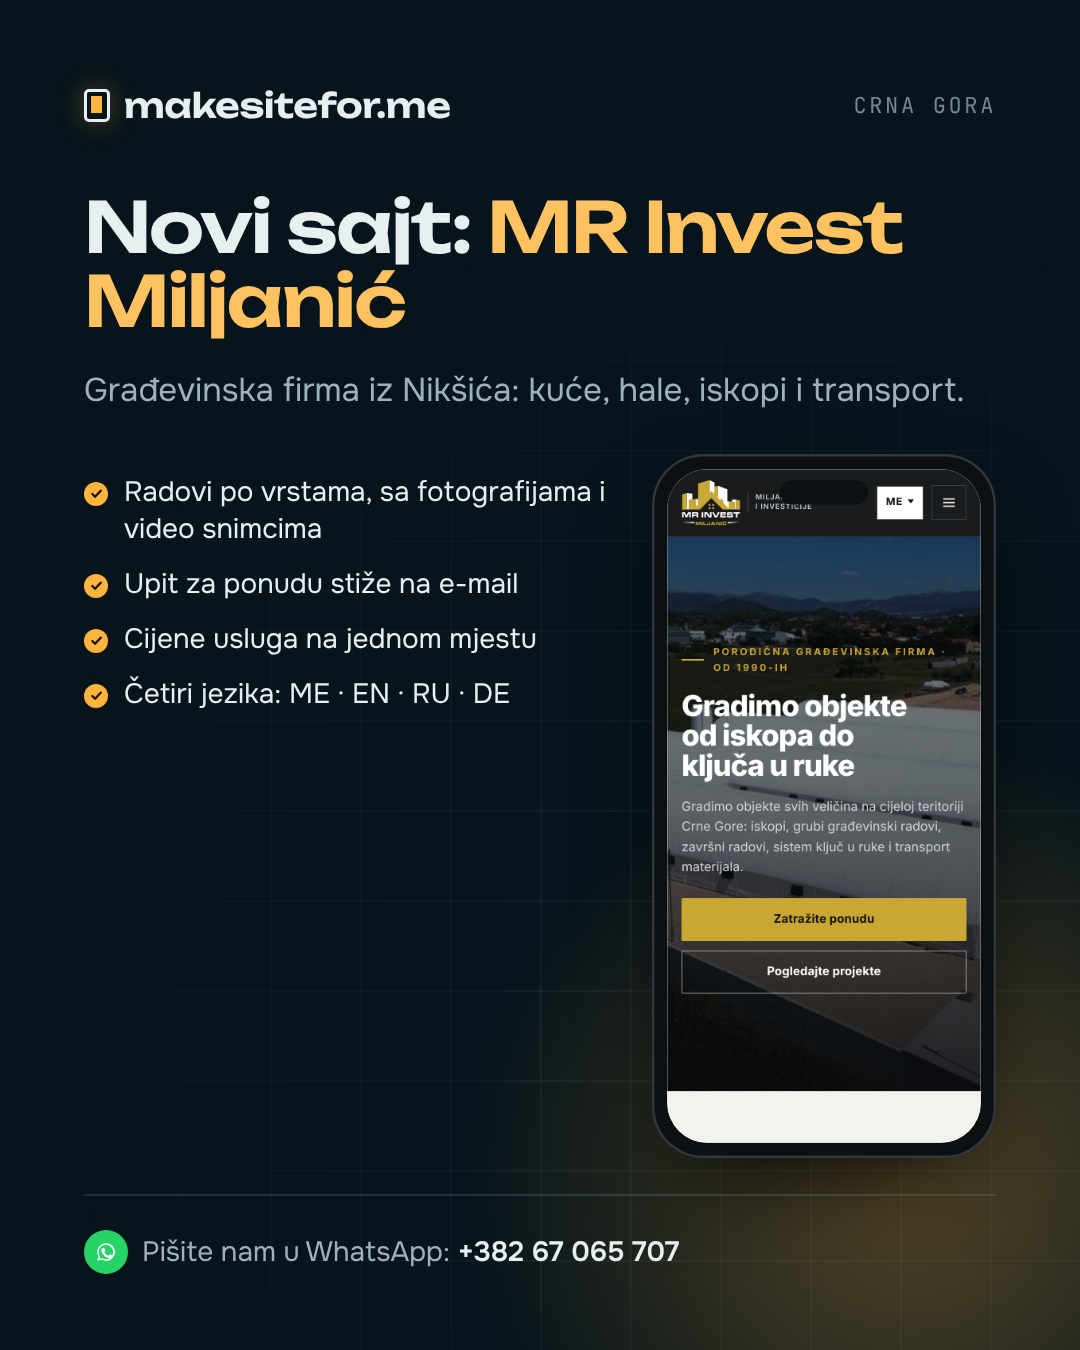 makesitefor.me
CRNA GORA
Novi sajt: MR Invest
Miljanić
Građevinska firma iz Nikšića: kuće, hale, iskopi i transport.
Radovi po vrstama, sa fotografijama i
video snimcima
Upit za ponudu stiže na e-mail
Cijene usluga na jednom mjestu
Četiri jezika: ME · EN · RU · DE
MR INVEST
MILJANIĆ
I INVESTICIJE
ME
PORODIČNA GRAĐEVINSKA FIRMA ·
OD 1990-IH
Gradimo objekte
od iskopa do
ključa u ruke
Gradimo objekte svih veličina na cijeloj teritoriji
Crne Gore: iskopi, grubi građevinski radovi,
završni radovi, sistem ključ u ruke i transport
materijala.
Zatražite ponudu
Pogledajte projekte
Pišite nam u WhatsApp: +382 67 065 707